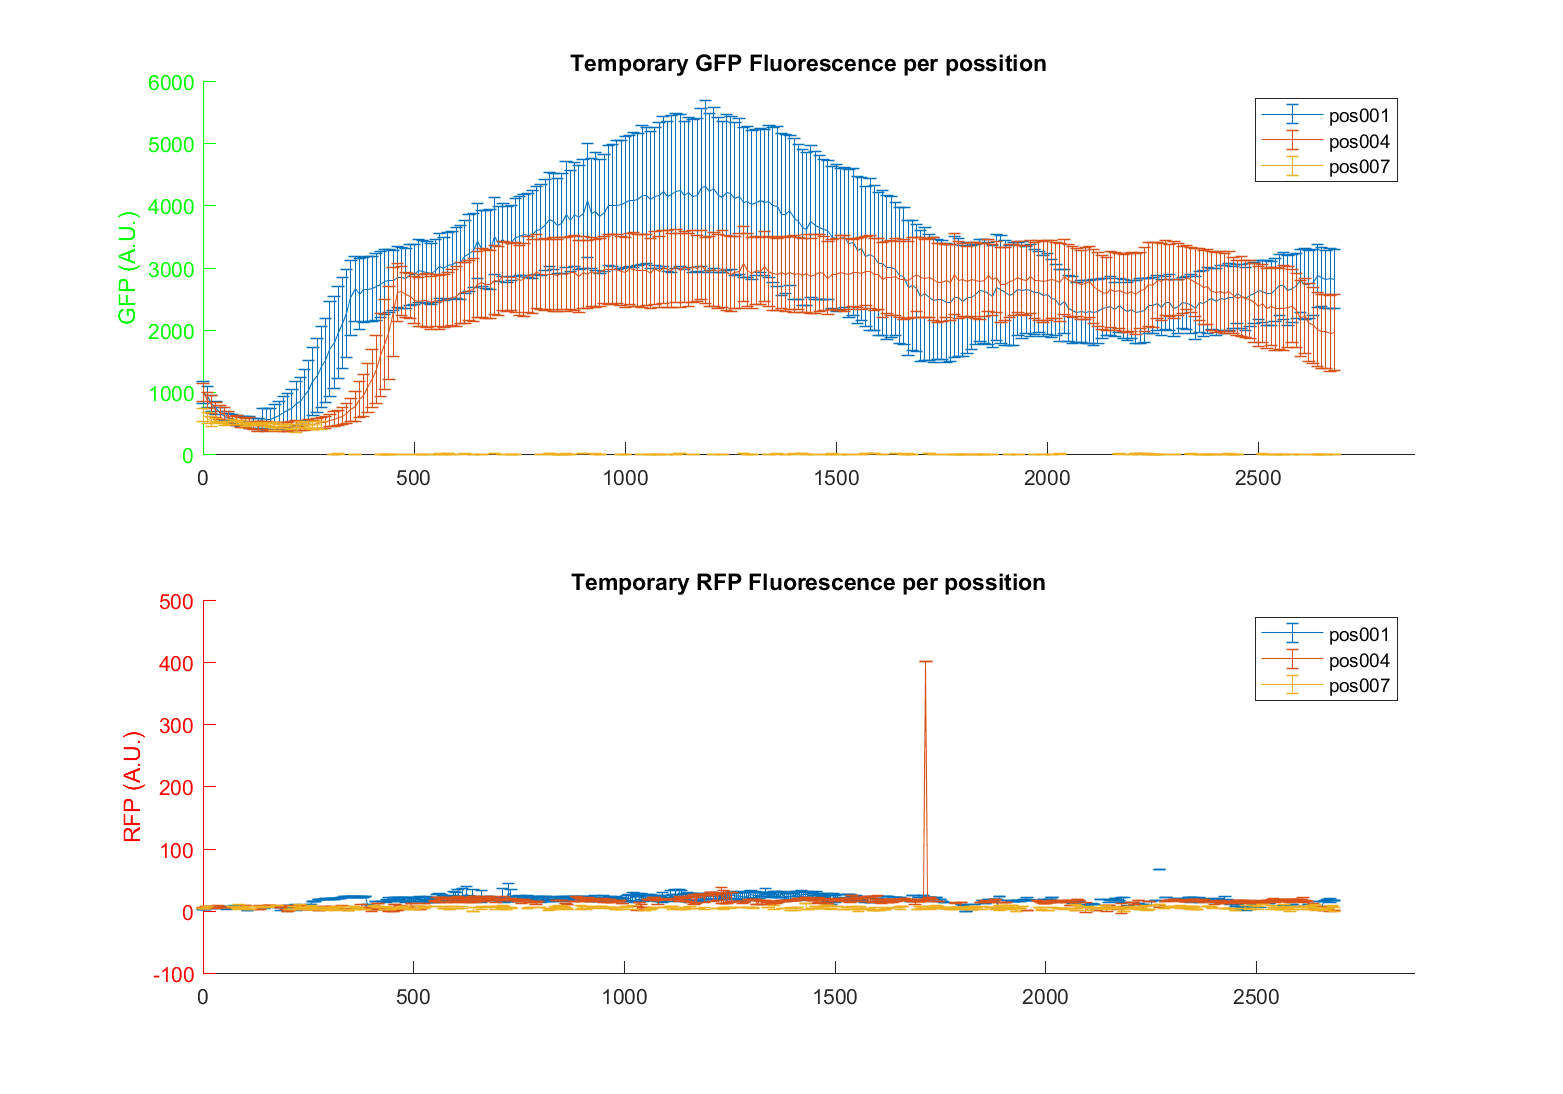 Temporary GFP Fluorescence per possition
6000
5000
4000
3000
2000
1000
0
GFP (A.U.)
0 500 1000 1500 2000 2500
pos001
pos004
pos007
Temporary RFP Fluorescence per possition
500
400
300
200
100
0
-100
RFP (A.U.)
0 500 1000 1500 2000 2500
pos001
pos004
pos007